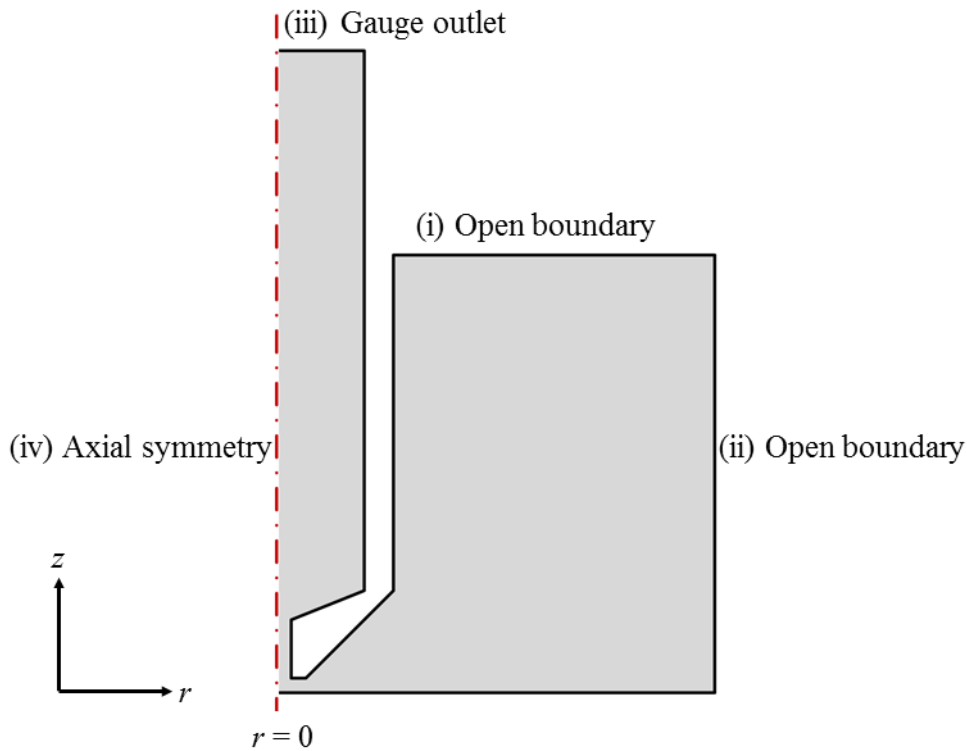 (iii) Gauge outlet
(i) Open boundary
(iv) Axial symmetry
(ii) Open boundary
z
r
r = 0